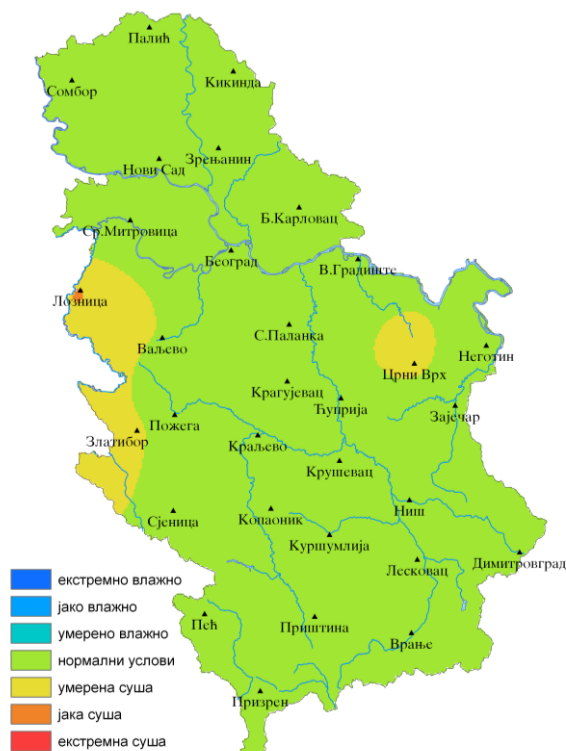 Палић
Кикинда
Сомбор
Зрењанин
Нови Сад
Б.Карловац
Ср.Митровица
Београд
В.Градиште
Лозница
С.Паланка
Ваљево
Неготин
Црни Врх
Крагујевац
Ћуприја
Зајечар
Пожега
Златибор
Краљево
Крушевац
Сјеница
Копаоник
Ниш
Куршумлија
Димитровград
Лесковац
Пећ
Приштина
Врање
Призрен
екстремно влажно
јако влажно
умерено влажно
нормални услови
умерена суша
јака суша
екстремна суша